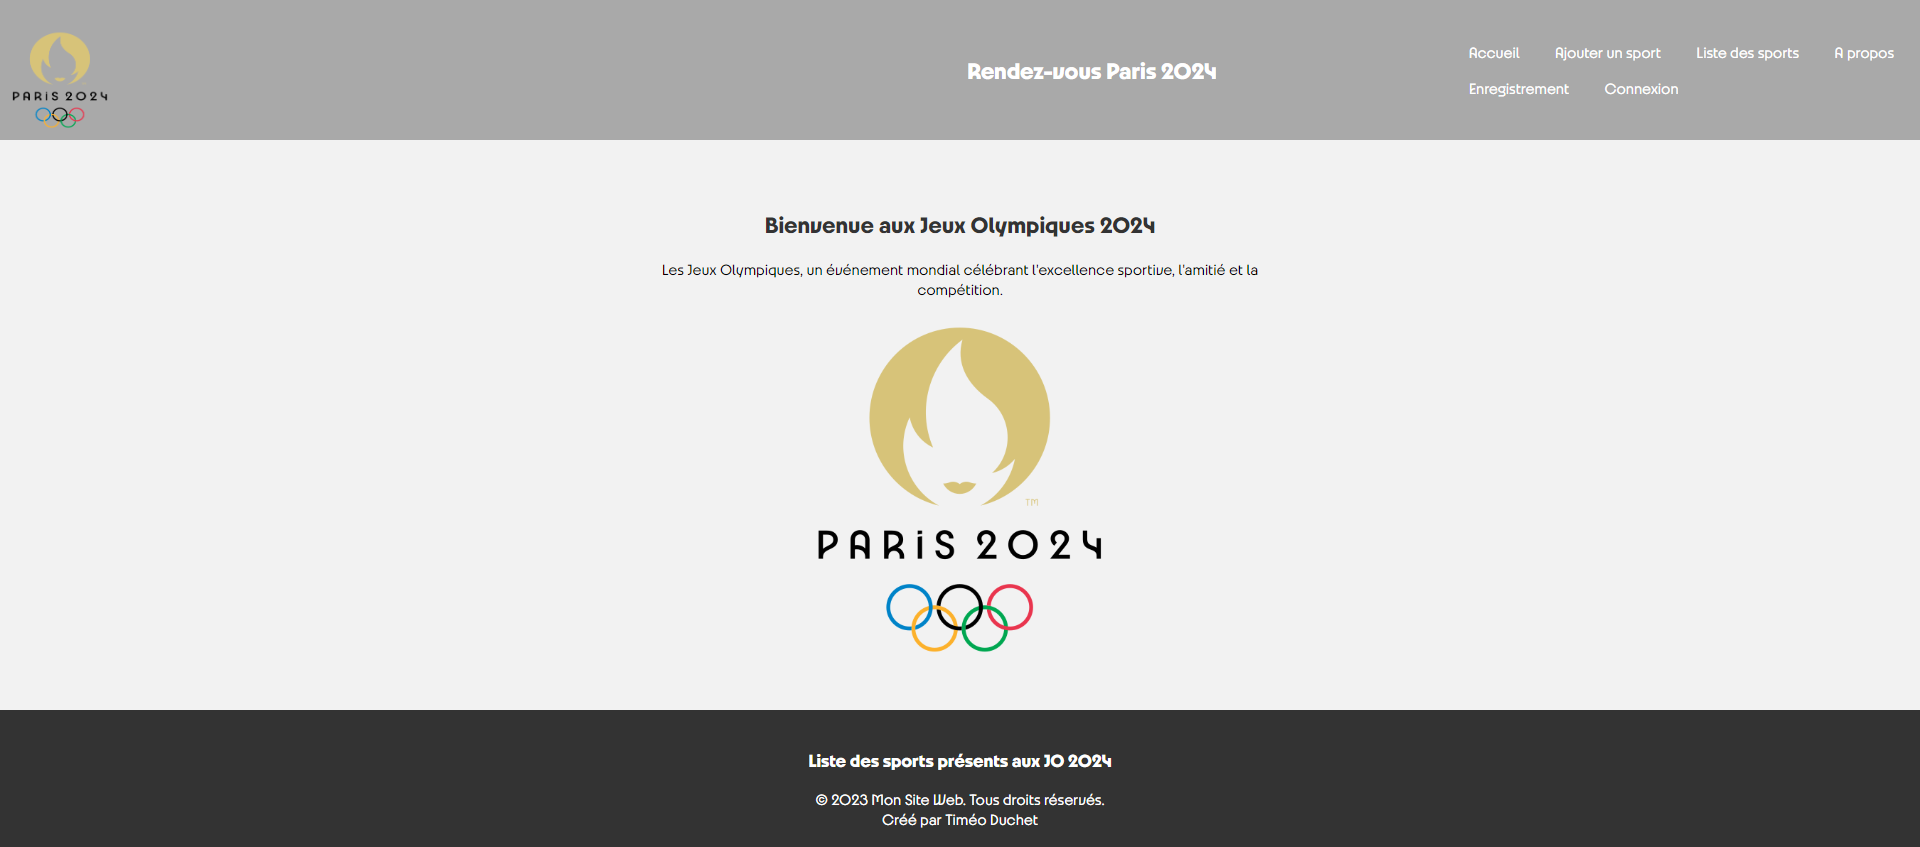 PARIS 2024
Rendez-vous Paris 2024
Accueil Ajouter un sport Liste des sports A propos
Enregistrement Connexion
Bienvenue aux Jeux Olympiques 2024
Les Jeux Olympiques, un événement mondial célébrant l'excellence sportive, l'amitié et la
compétition.
TM
PARIS 2024
Liste des sports présents aux JO 2024
© 2023 Mon Site Web. Tous droits réservés.
Créé par Timéo Duchet